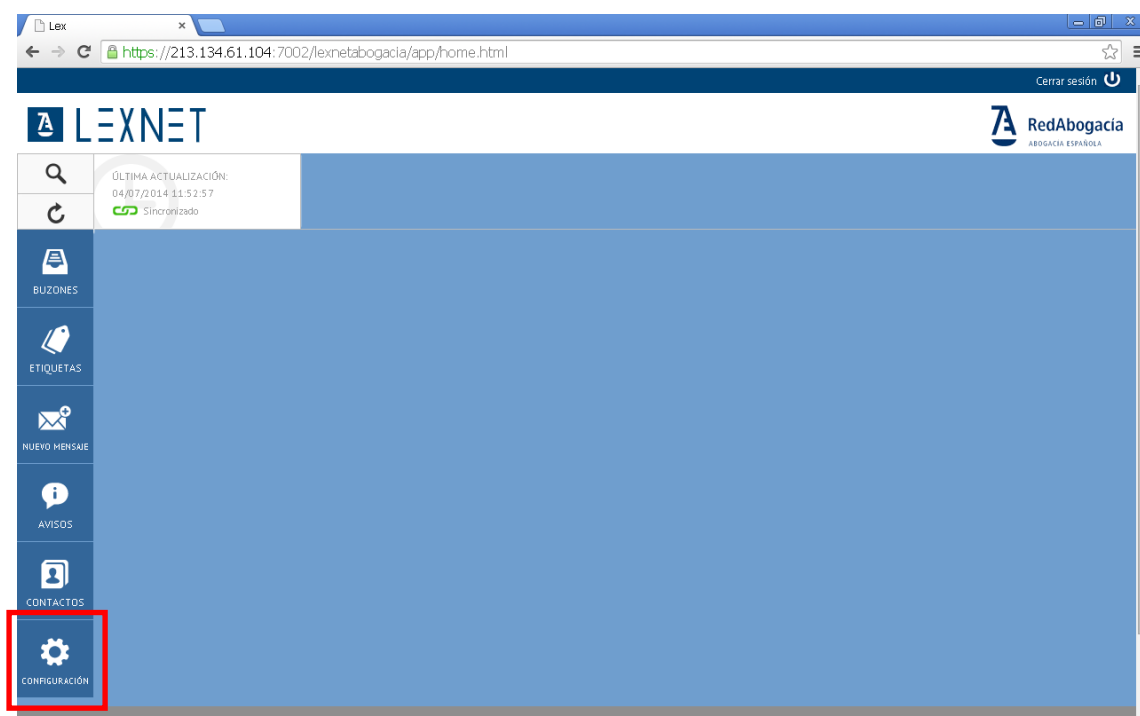 Lex
https://213.134.61.104:7002/lexnetabogacia/app/home.html
Cerrar sesión
LEXNET
RedAbogacía
ABOGACÍA ESPAÑOLA
ÚLTIMA ACTUALIZACIÓN:
04/07/2014 11:52:57
Sincronizado
BUZONES
ETIQUETAS
NUEVO MENSAJE
AVISOS
CONTACTOS
CONFIGURACIÓN